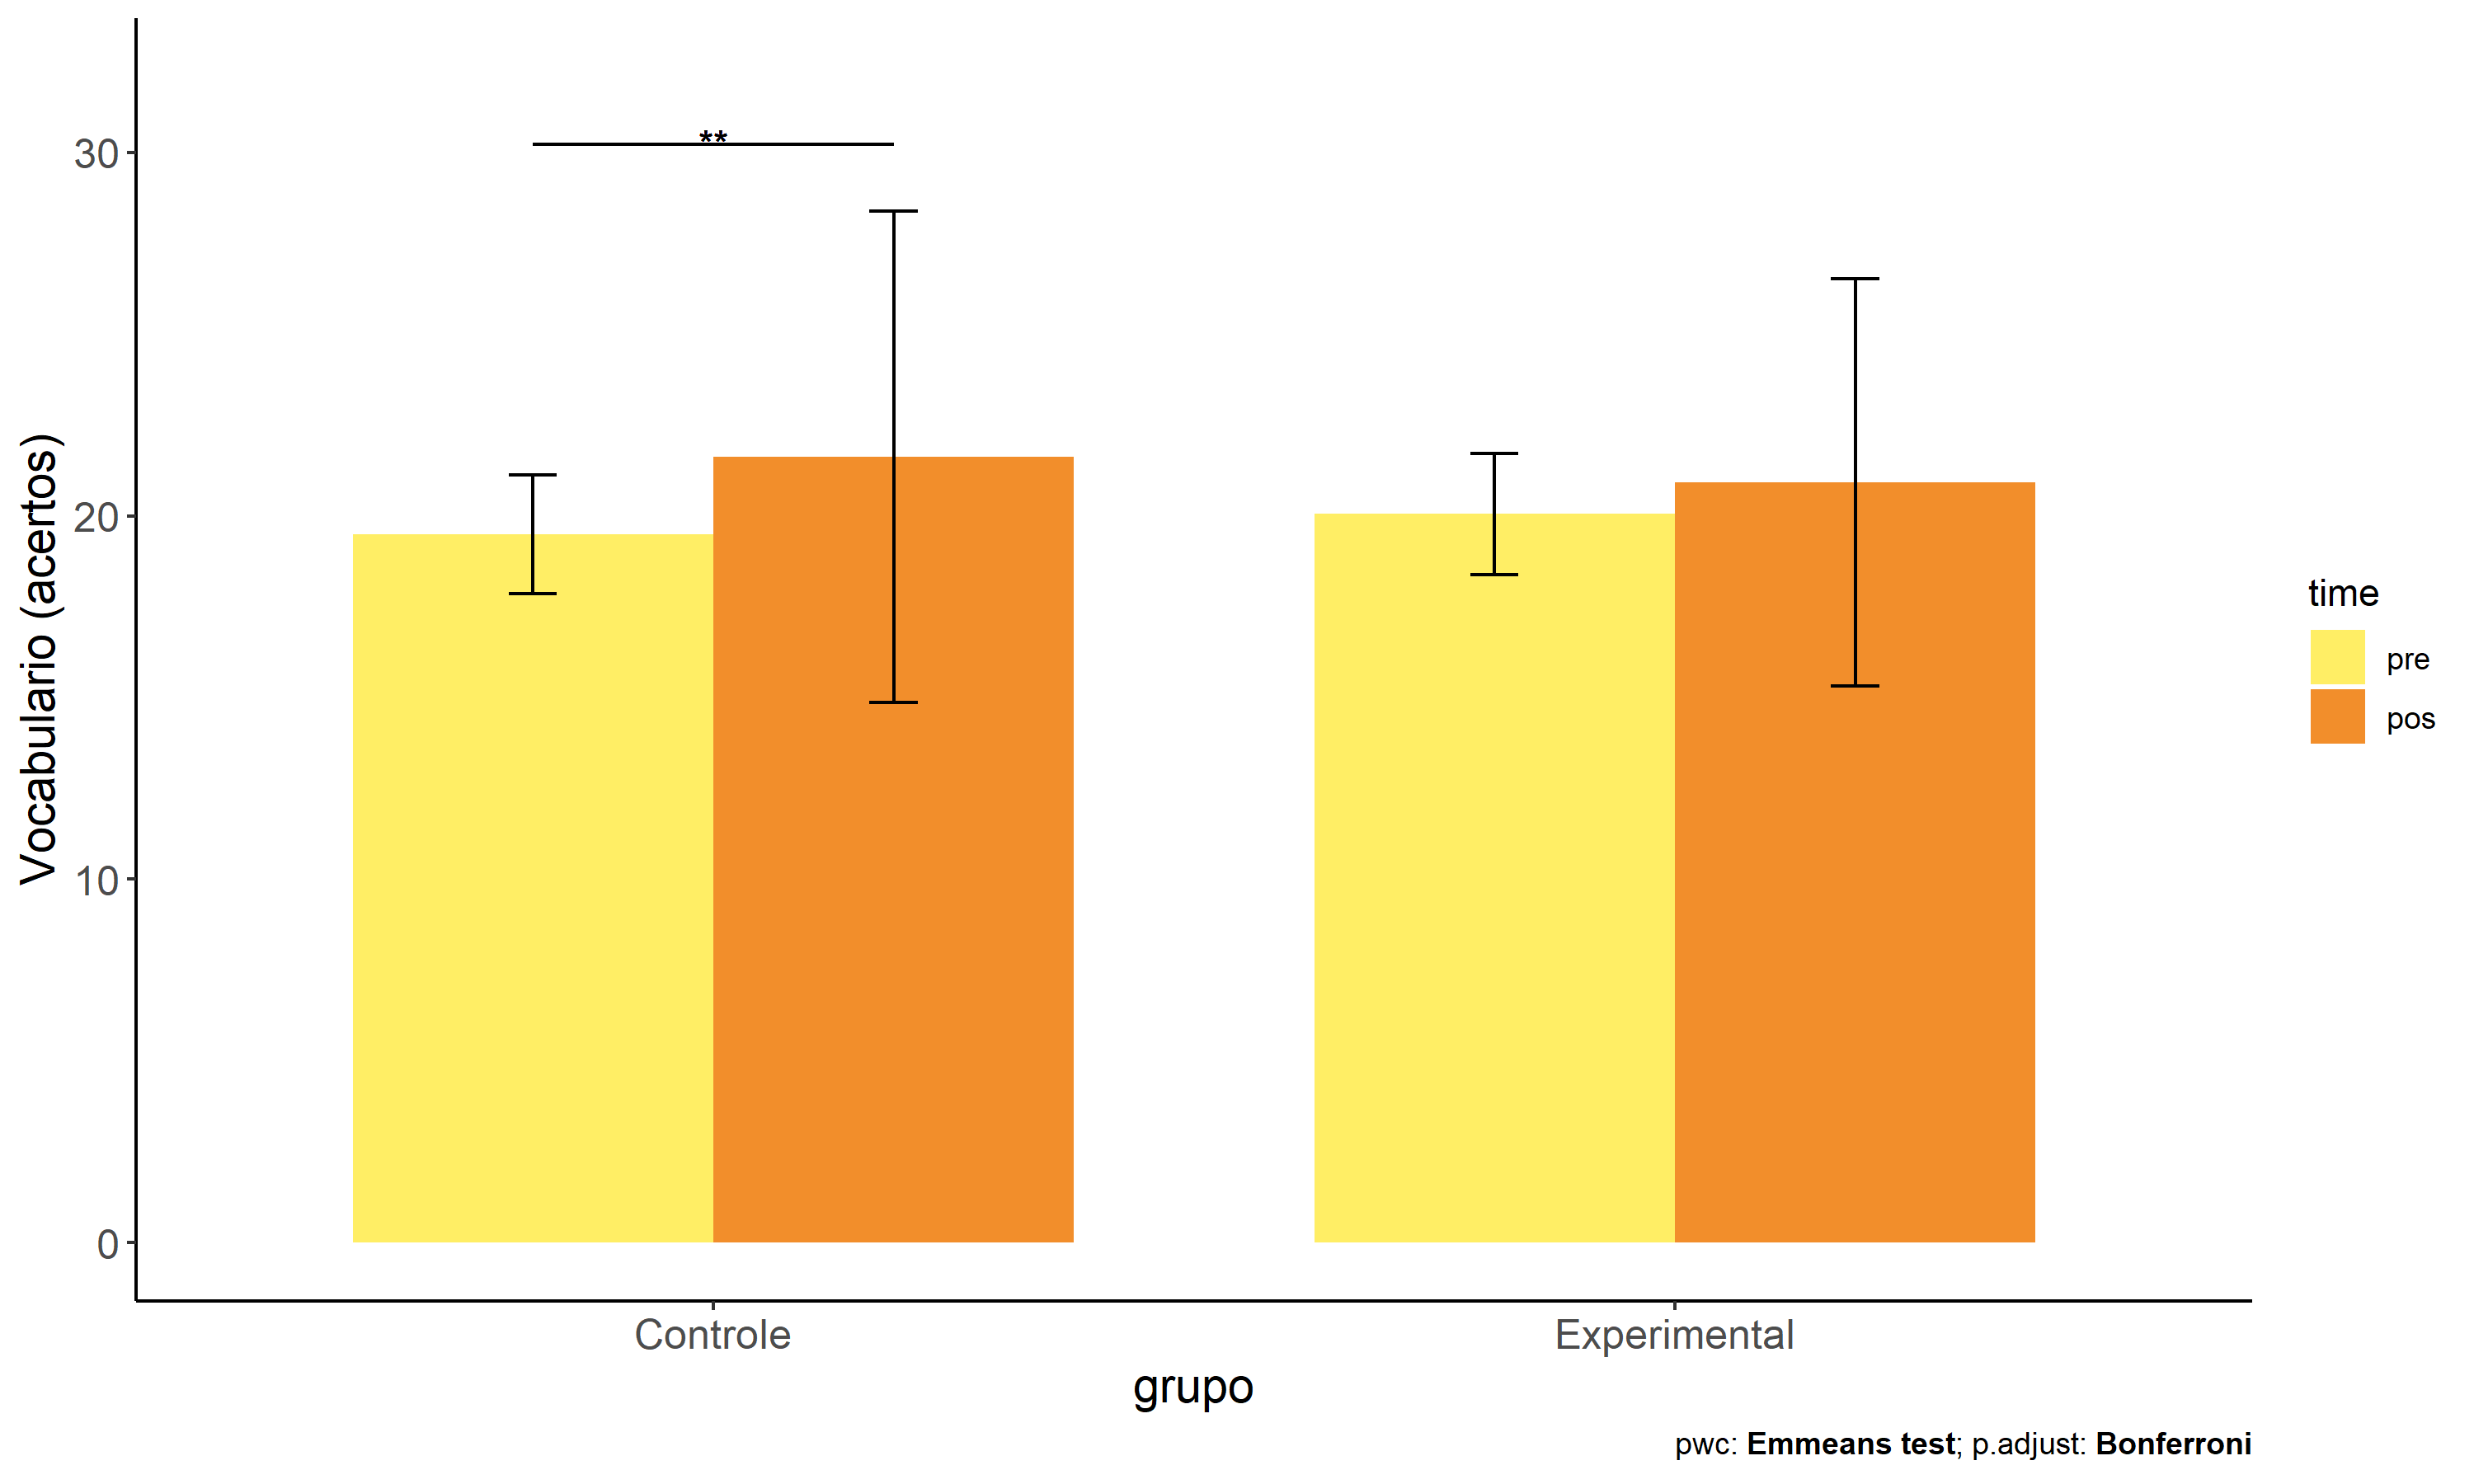 **
30
20
10
0
Vocabulario (acertos)
Controle
Experimental
grupo
time
pre
pos
pwc: Emmeans test; p.adjust: Bonferroni